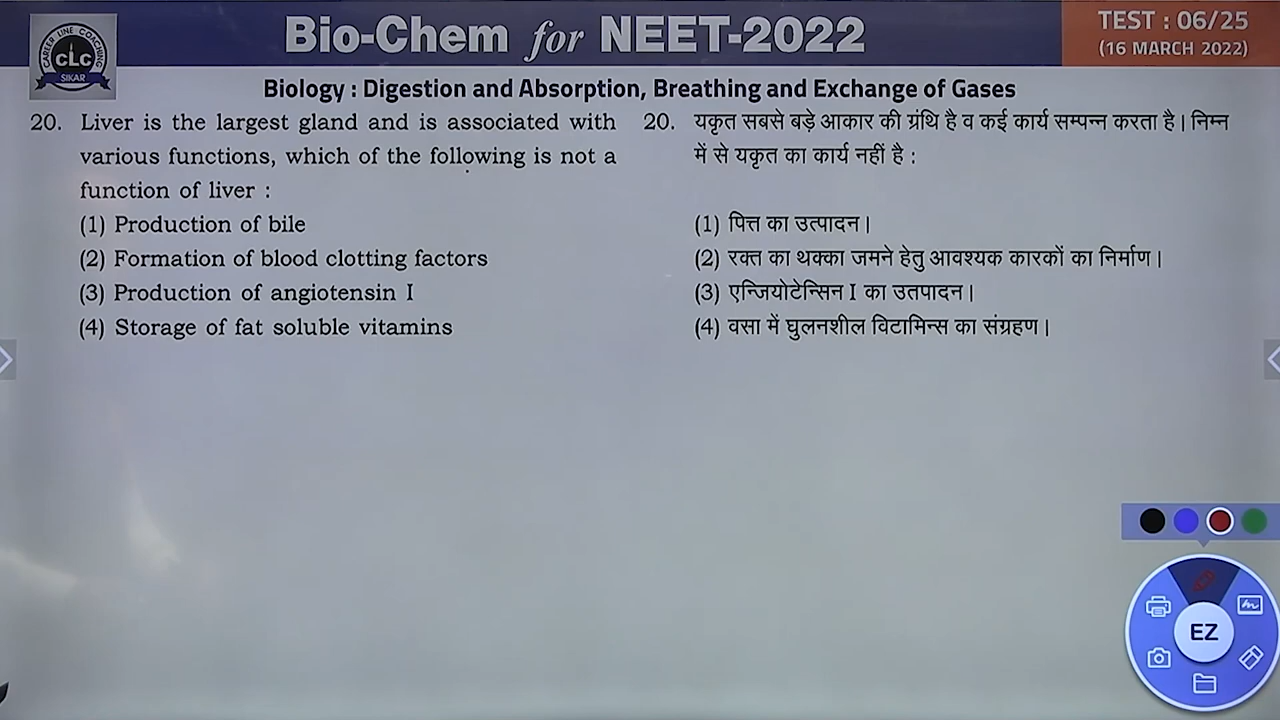 CAREER LINE COACHING
CLC
SIKAR
Bio-Chem for NEET-2022
TEST : 06/25
(16 MARCH 2022)
Biology : Digestion and Absorption, Breathing and Exchange of Gases
20. Liver is the largest gland and is associated with
various functions, which of the following is not a
function of liver :
(1) Production of bile
(2) Formation of blood clotting factors
(3) Production of angiotensin I
(4) Storage of fat soluble vitamins
20. यकृत सबसे बड़े आकार की ग्रंथि है व कई कार्य सम्पन्न करता है। निम्न
में से यकृत का कार्य नहीं है :
(1) पित्त का उत्पादन।
(2) रक्त का थक्का जमने हेतु आवश्यक कारकों का निर्माण।
(3) एन्जियोटेन्सिन I का उतपादन।
(4) वसा में घुलनशील विटामिन्स का संग्रहण।
EZ